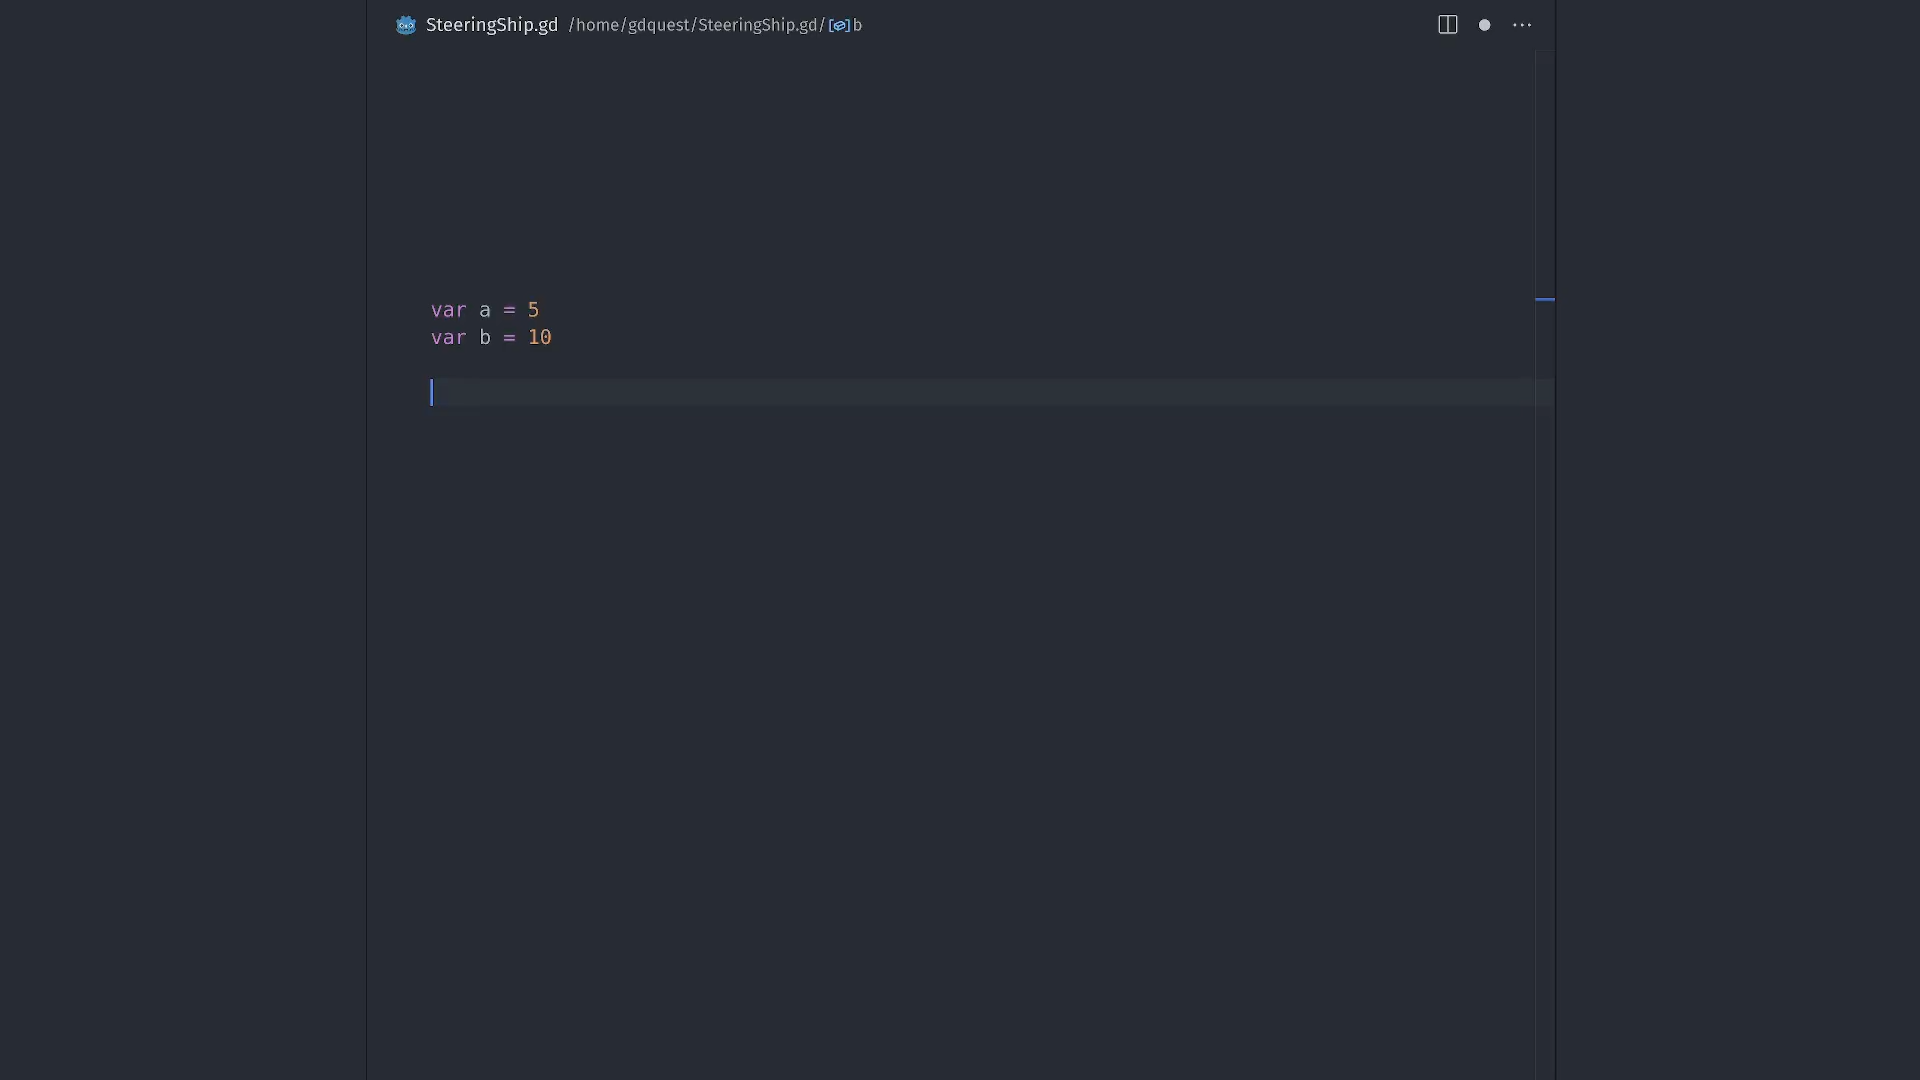 SteeringShip.gd /home/gdquest/SteeringShip.gd/b
var a = 5
var b = 10